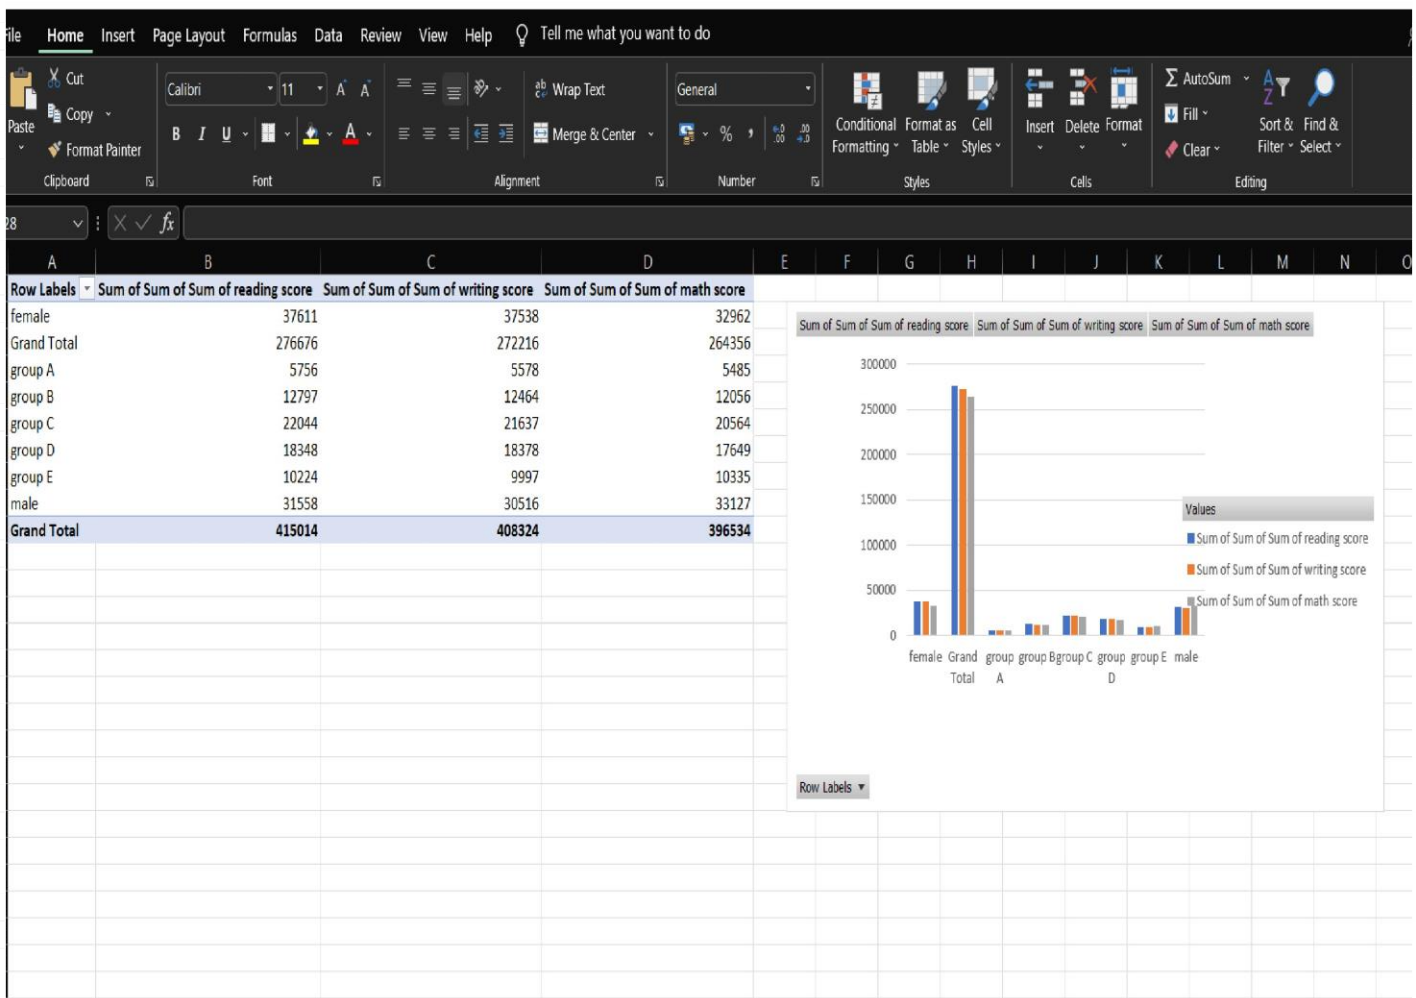 File Home Insert Page Layout Formulas Data Review View Help Tell me what you want to do
Cut
Copy
Paste
Format Painter
Clipboard
Calibri 11 A A
B I U A
Font
ab Wrap Text
Merge & Center
Alignment
General
% , .00
Number
Conditional Formatting
Format as Table
Cell Styles
Styles
Insert Delete Format
Cells
AutoSum
Fill
Clear
Sort & Filter
Find & Select
Editing
28 fx
A B C D E F G H I J K L M N O
Row Labels Sum of Sum of Sum of reading score Sum of Sum of Sum of writing score Sum of Sum of Sum of math score
female 37611 37538 32962
Grand Total 276676 272216 264356
group A 5756 5578 5485
group B 12797 12464 12056
group C 22044 21637 20564
group D 18348 18378 17649
group E 10224 9997 10335
male 31558 30516 33127
Grand Total 415014 408324 396534
Sum of Sum of Sum of reading score Sum of Sum of Sum of writing score Sum of Sum of Sum of math score
300000
250000
200000
150000
100000
50000
0
female Grand Total group A group B group C group D group E male
Values
Sum of Sum of Sum of reading score
Sum of Sum of Sum of writing score
Sum of Sum of Sum of math score
Row Labels